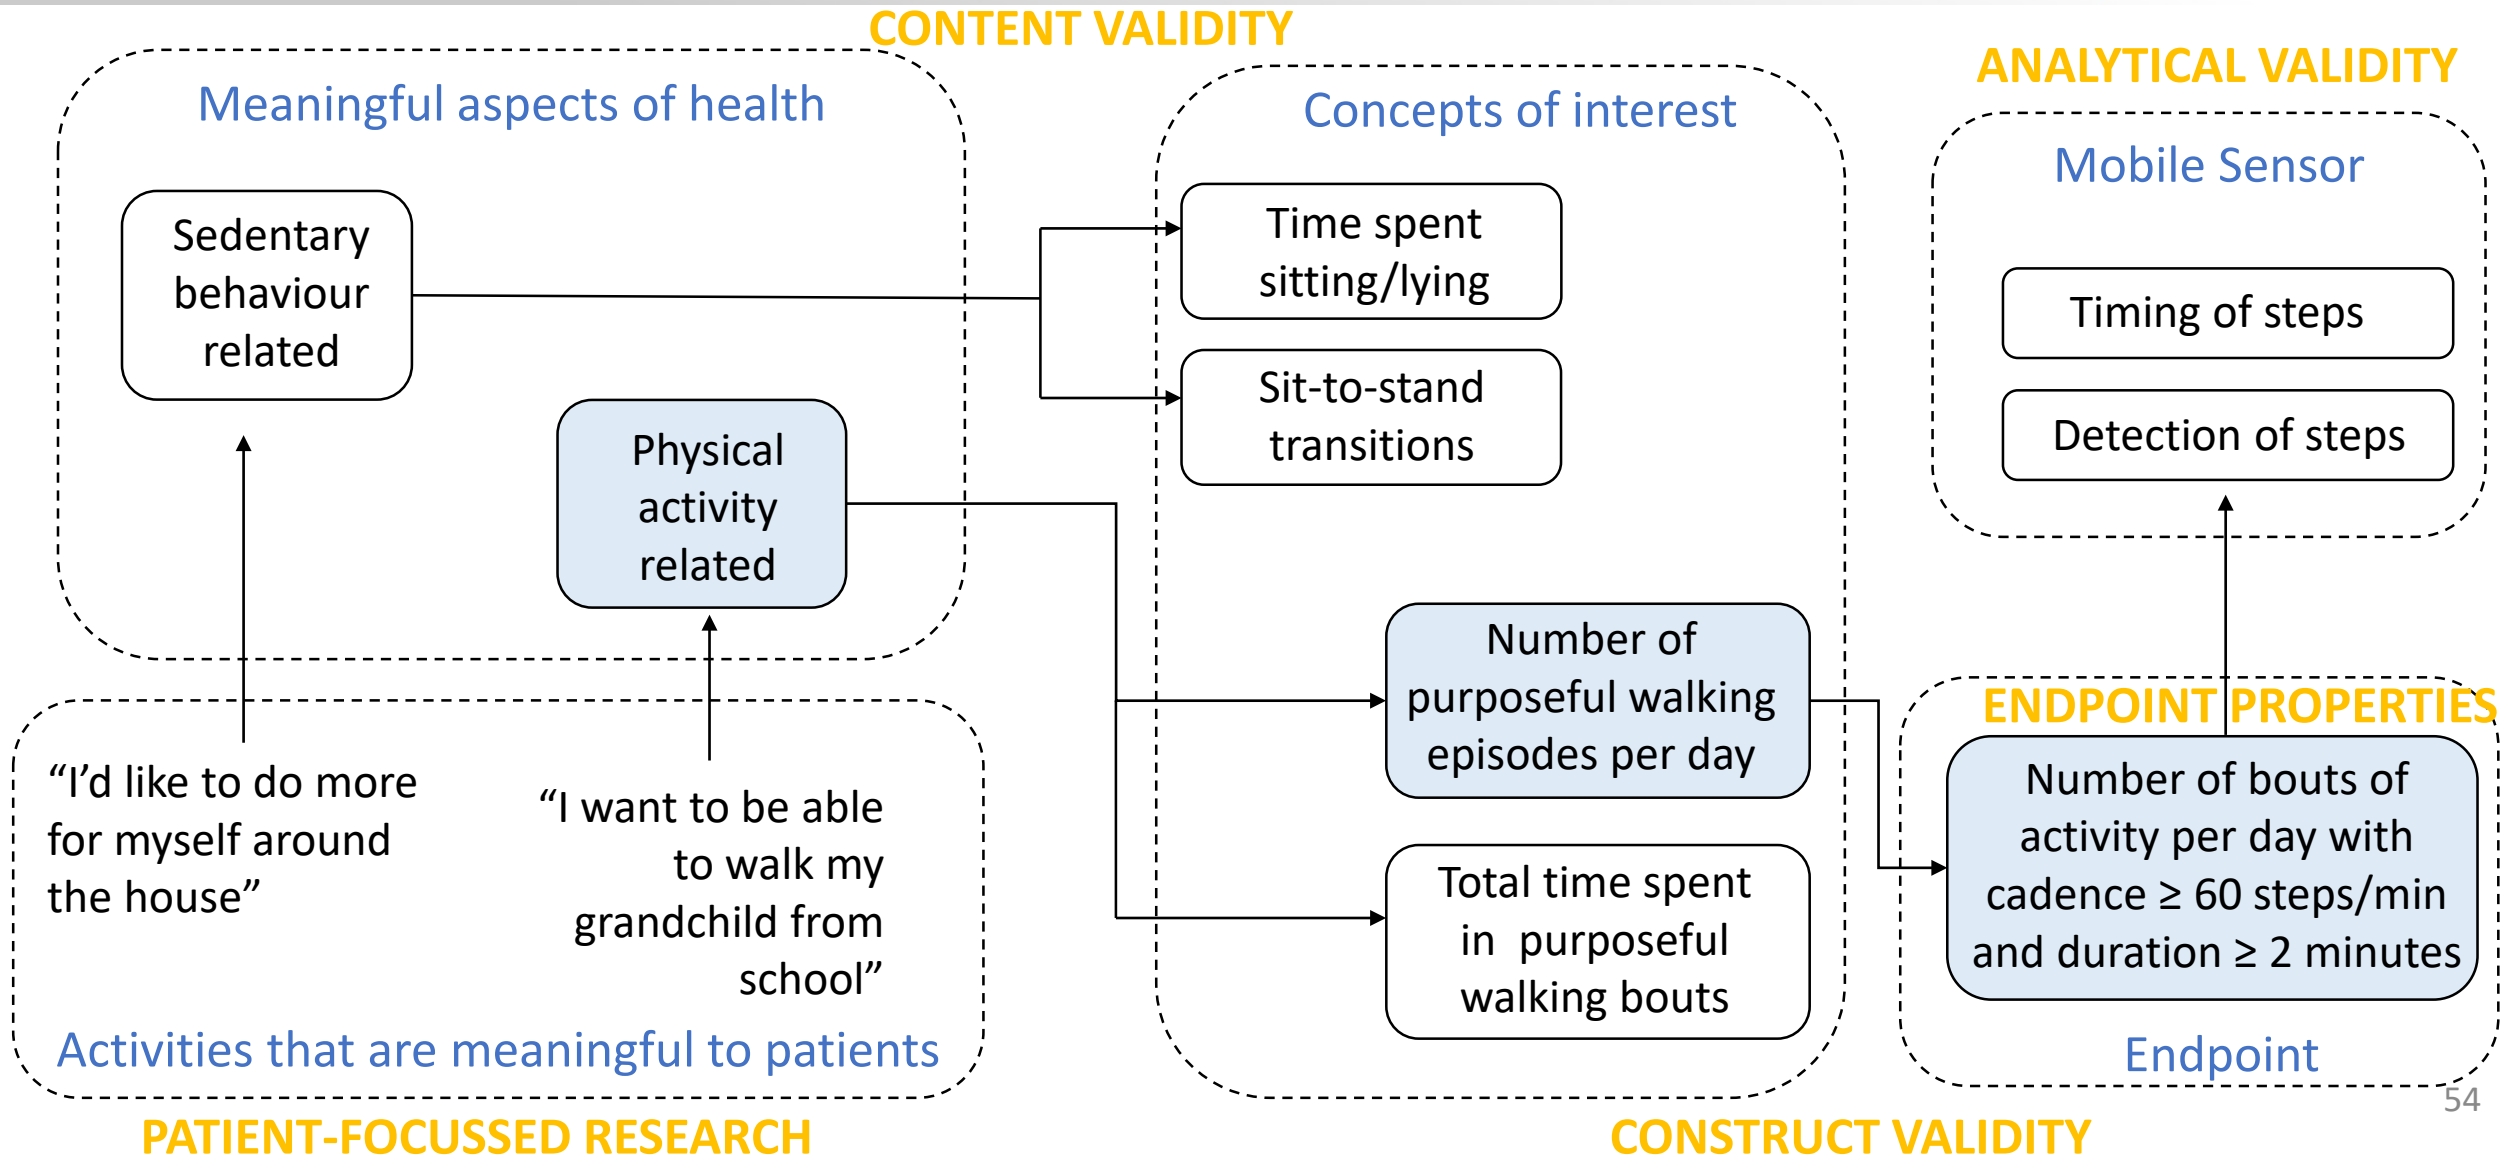 CONTENT VALIDITY
Meaningful aspects of health
Sedentary
behaviour
related
Physical
activity
related
“I’d like to do more
for myself around
the house”
“I want to be able
to walk my
grandchild from
school”
Activities that are meaningful to patients
PATIENT-FOCUSSED RESEARCH
Concepts of interest
Time spent
sitting/lying
Sit-to-stand
transitions
Number of
purposeful walking
episodes per day
Total time spent
in purposeful
walking bouts
CONSTRUCT VALIDITY
ANALYTICAL VALIDITY
Mobile Sensor
Timing of steps
Detection of steps
ENDPOINT PROPERTIES
Number of bouts of
activity per day with
cadence ≥ 60 steps/min
and duration ≥ 2 minutes
Endpoint
54